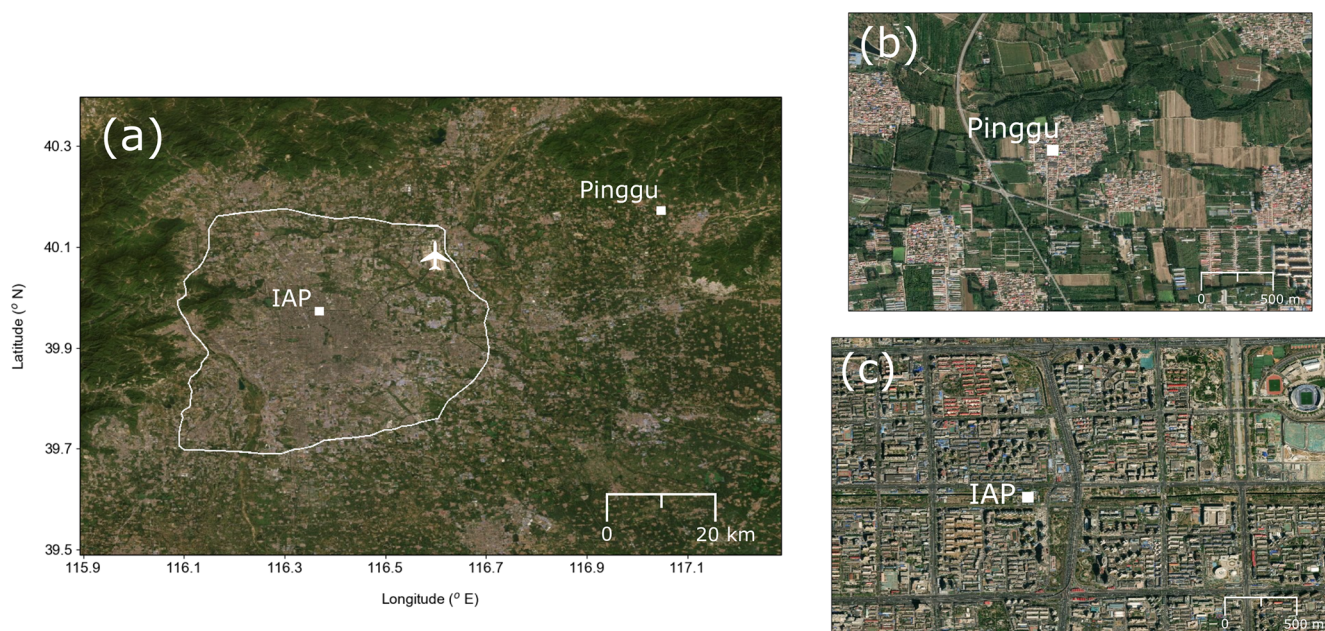 (a)
Pinggu
IAP
0 20 km
40.3
40.1
39.9
39.7
39.5
115.9 116.1 116.3 116.5 116.7 116.9 117.1
Latitude (° N)
Longitude (° E)
(b)
Pinggu
0 500 m
(c)
IAP
0 500 m